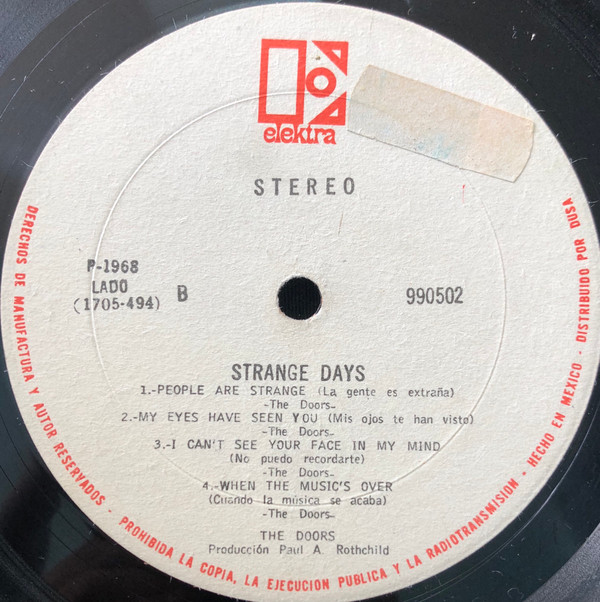 elektra
STEREO
P-1968
LADO B
(1705-494)
990502
STRANGE DAYS
1.-PEOPLE ARE STRANGE (La gente es extraña)
-The Doors-
2.-MY EYES HAVE SEEN YOU (Mis ojos te han visto)
-The Doors-
3.-I CAN'T SEE YOUR FACE IN MY MIND
(No puedo recordarte)
-The Doors-
4.-WHEN THE MUSIC'S OVER
(Cuando la música se acaba)
-The Doors-
THE DOORS
Producción Paul A. Rothchild
DERECHOS DE MANUFACTURA Y AUTOR RESERVADOS - PROHIBIDA LA COPIA, LA EJECUCION PUBLICA Y LA RADIOTRANSMISION - HECHO EN MEXICO - DISTRIBUIDO POR DUSA